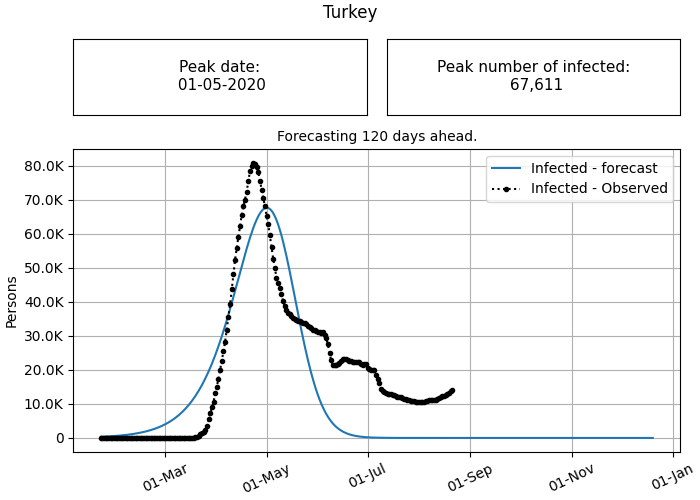 Turkey
Peak date:
01-05-2020
Peak number of infected:
67,611
Forecasting 120 days ahead.
Infected - forecast
Infected - Observed
Persons
80.0K
70.0K
60.0K
50.0K
40.0K
30.0K
20.0K
10.0K
0
01-Mar
01-May
01-Jul
01-Sep
01-Nov
01-Jan